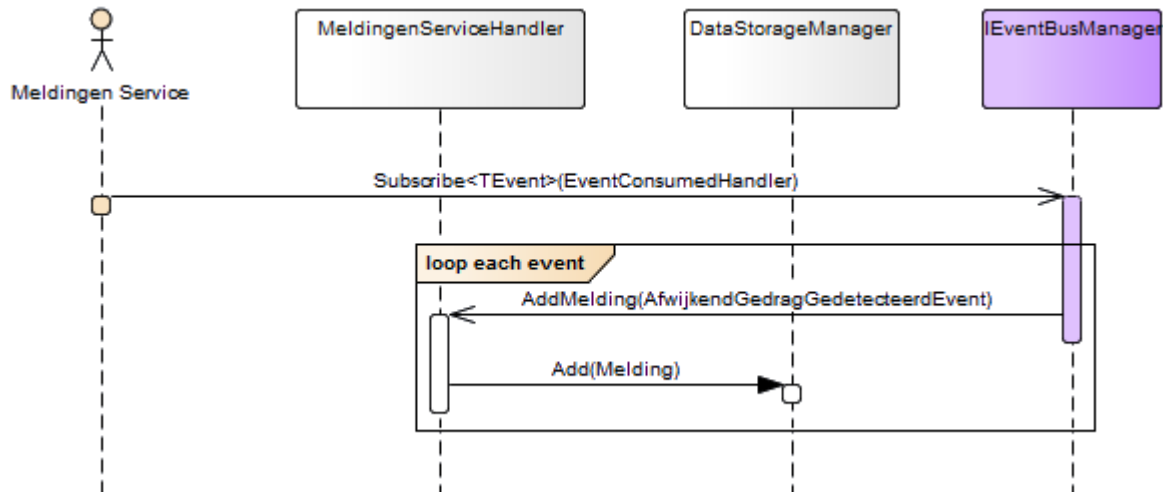 Meldingen Service
MeldingenServiceHandler
DataStorageManager
IEventBusManager
Subscribe<TEvent>(EventConsumedHandler)
loop each event
AddMelding(AfwijkendGedragGedetecteerdEvent)
Add(Melding)